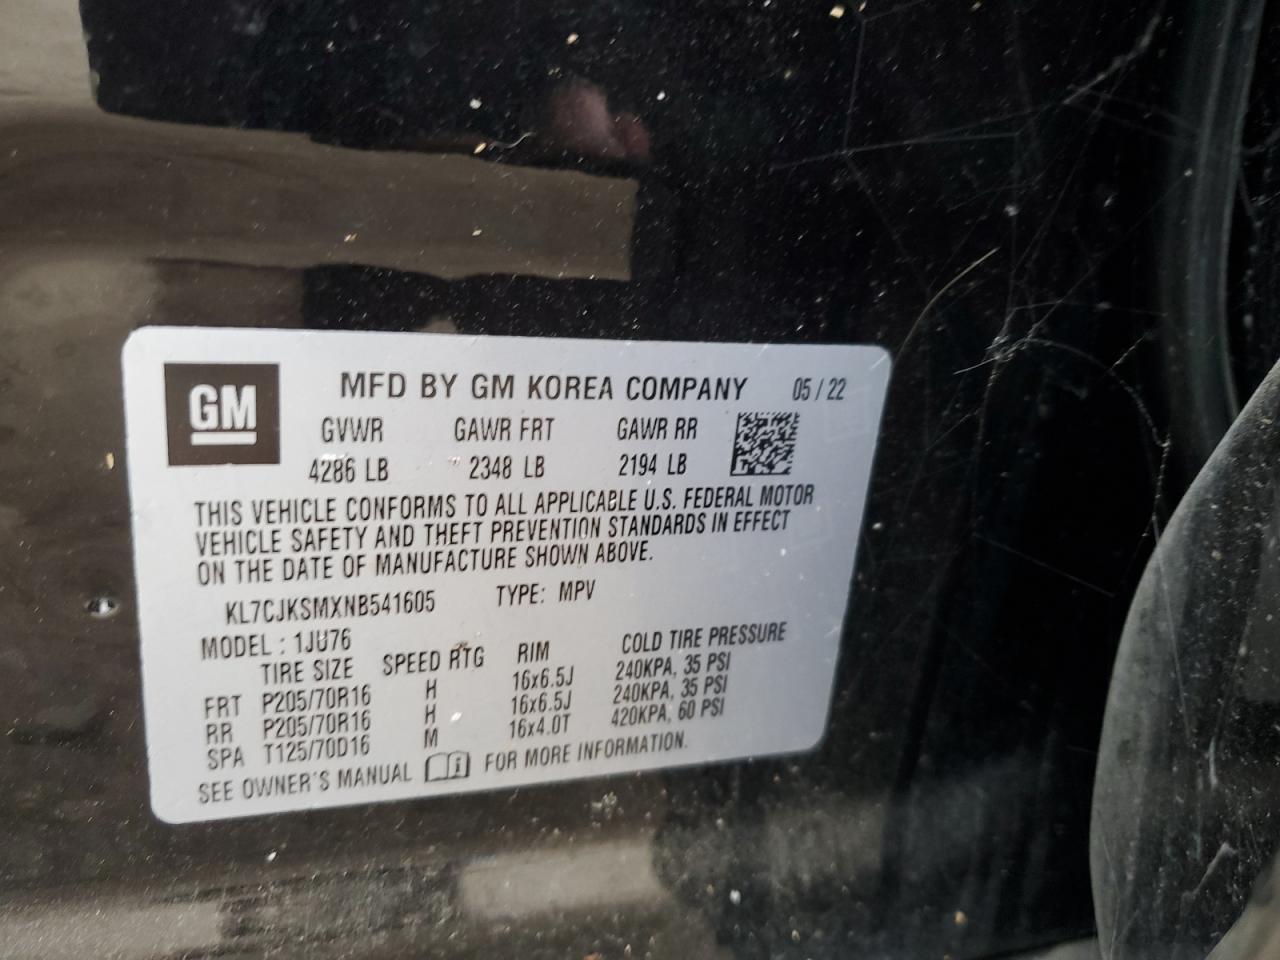 GM MFD BY GM KOREA COMPANY 05 / 22
GVWR GAWR FRT GAWR RR
4286 LB 2348 LB 2194 LB
THIS VEHICLE CONFORMS TO ALL APPLICABLE U.S. FEDERAL MOTOR
VEHICLE SAFETY AND THEFT PREVENTION STANDARDS IN EFFECT
ON THE DATE OF MANUFACTURE SHOWN ABOVE.
KL7CJKSMXNB541605 TYPE: MPV
MODEL : 1JU76
TIRE SIZE SPEED RTG RIM COLD TIRE PRESSURE
FRT P205/70R16 H 16x6.5J 240KPA, 35 PSI
RR P205/70R16 H 16x6.5J 240KPA, 35 PSI
SPA T125/70D16 M 16x4.0T 420KPA, 60 PSI
SEE OWNER'S MANUAL i FOR MORE INFORMATION.